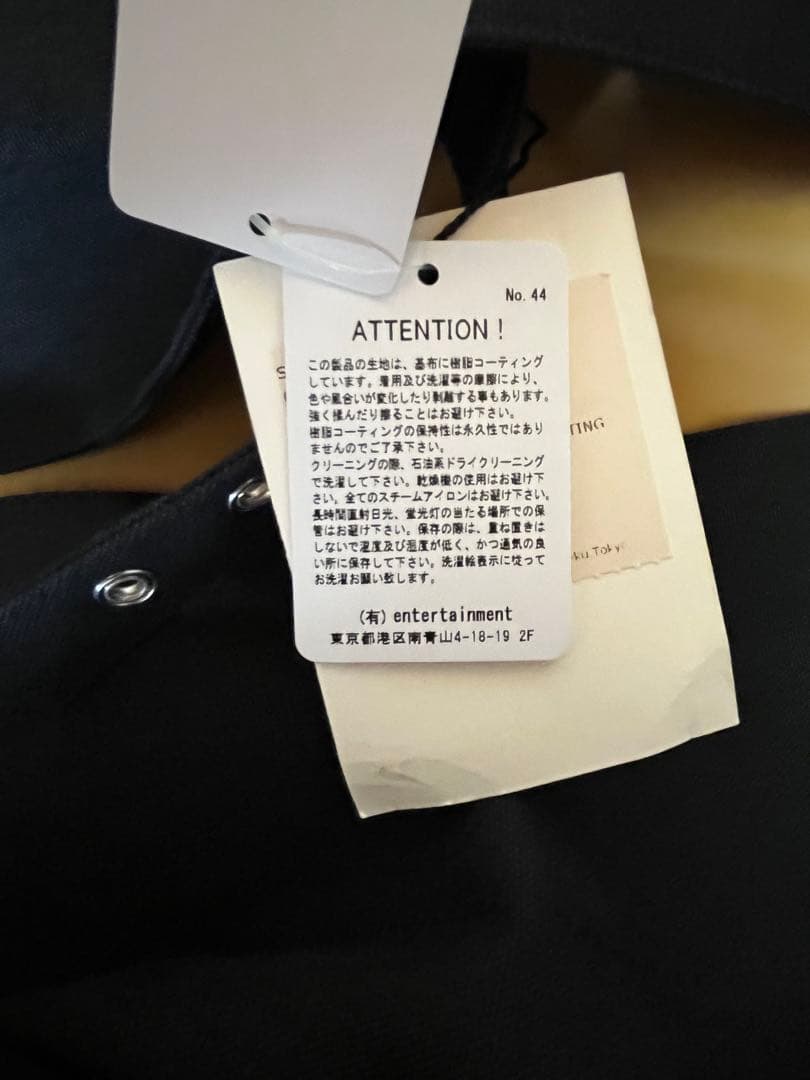 No. 44
ATTENTION!
この製品の生地は、基布に樹脂コーティング
しています。着用及び洗濯等の摩擦により、
色や風合いが変化したり剥離する事もあります。
強く揉んだり擦ることはお避け下さい。
樹脂コーティングの保持性は永久性ではあり
ませんのでご了承下さい。
クリーニングの際、石油系ドライクリーニング
で洗濯して下さい。乾燥機の使用はお避け下
さい。全てのスチームアイロンはお避け下さい。
長時間直射日光、蛍光灯の当たる場所での保
管はお避け下さい。保存の際は、重ね置きは
しないで温度及び湿度が低く、かつ通気の良
い所に保存して下さい。洗濯絵表示に従って
お洗濯お願い致します。
(有) entertainment
東京都港区南青山4-18-19 2F
TING